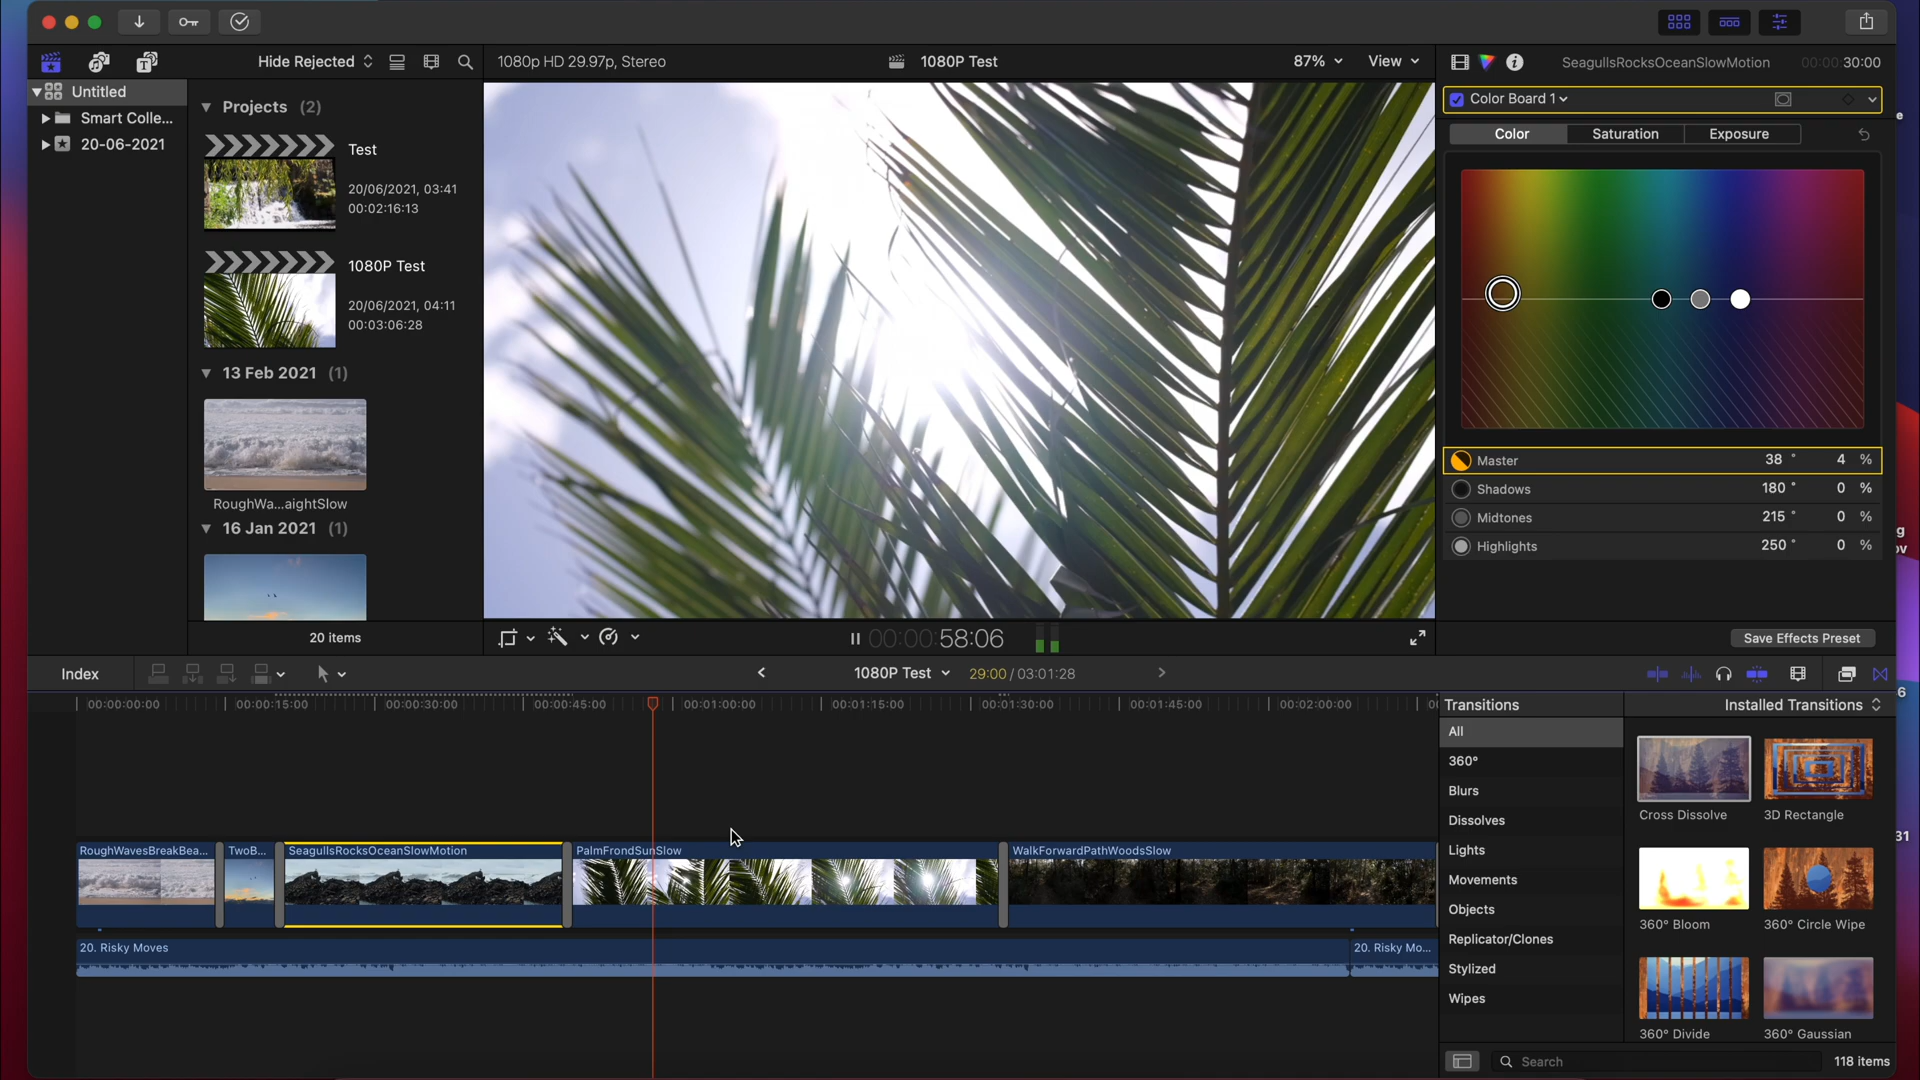 Hide Rejected
1080p HD 29.97p, Stereo
1080P Test
87%
View
SeagullsRocksOceanSlowMotion
00:00:30:00
Untitled
Smart Colle...
20-06-2021
Projects (2)
Test
20/06/2021, 03:41
00:02:16:13
1080P Test
20/06/2021, 04:11
00:03:06:28
13 Feb 2021 (1)
RoughWa...aightSlow
16 Jan 2021 (1)
20 items
Color Board 1
Color
Saturation
Exposure
Master 38 ° 4 %
Shadows 180 ° 0 %
Midtones 215 ° 0 %
Highlights 250 ° 0 %
00:00:58:06
Save Effects Preset
Index
1080P Test
29:00 / 03:01:28
00:00:00:00
00:00:15:00
00:00:30:00
00:00:45:00
00:01:00:00
00:01:15:00
00:01:30:00
00:01:45:00
00:02:00:00
RoughWavesBreakBea...
TwoB...
SeagullsRocksOceanSlowMotion
PalmFrondSunSlow
WalkForwardPathWoodsSlow
20. Risky Moves
20. Risky Mo...
Transitions
Installed Transitions
All
360°
Blurs
Dissolves
Lights
Movements
Objects
Replicator/Clones
Stylized
Wipes
Cross Dissolve
3D Rectangle
360° Bloom
360° Circle Wipe
360° Divide
360° Gaussian
Search
118 items